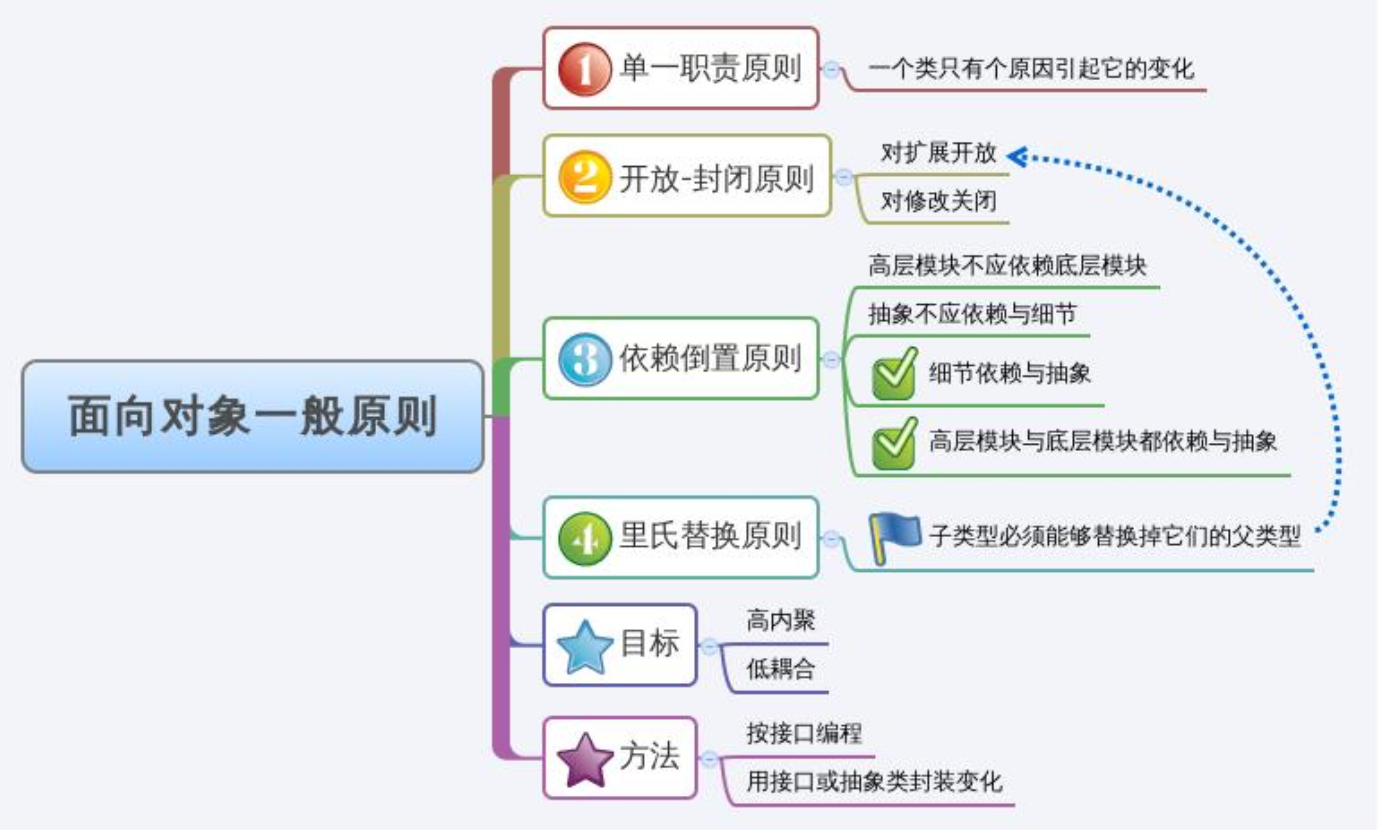 面向对象一般原则
1 单一职责原则
一个类只有个原因引起它的变化
2 开放-封闭原则
对扩展开放
对修改关闭
3 依赖倒置原则
高层模块不应依赖底层模块
抽象不应依赖与细节
细节依赖与抽象
高层模块与底层模块都依赖与抽象
4 里氏替换原则
子类型必须能够替换掉它们的父类型
目标
高内聚
低耦合
方法
按接口编程
用接口或抽象类封装变化